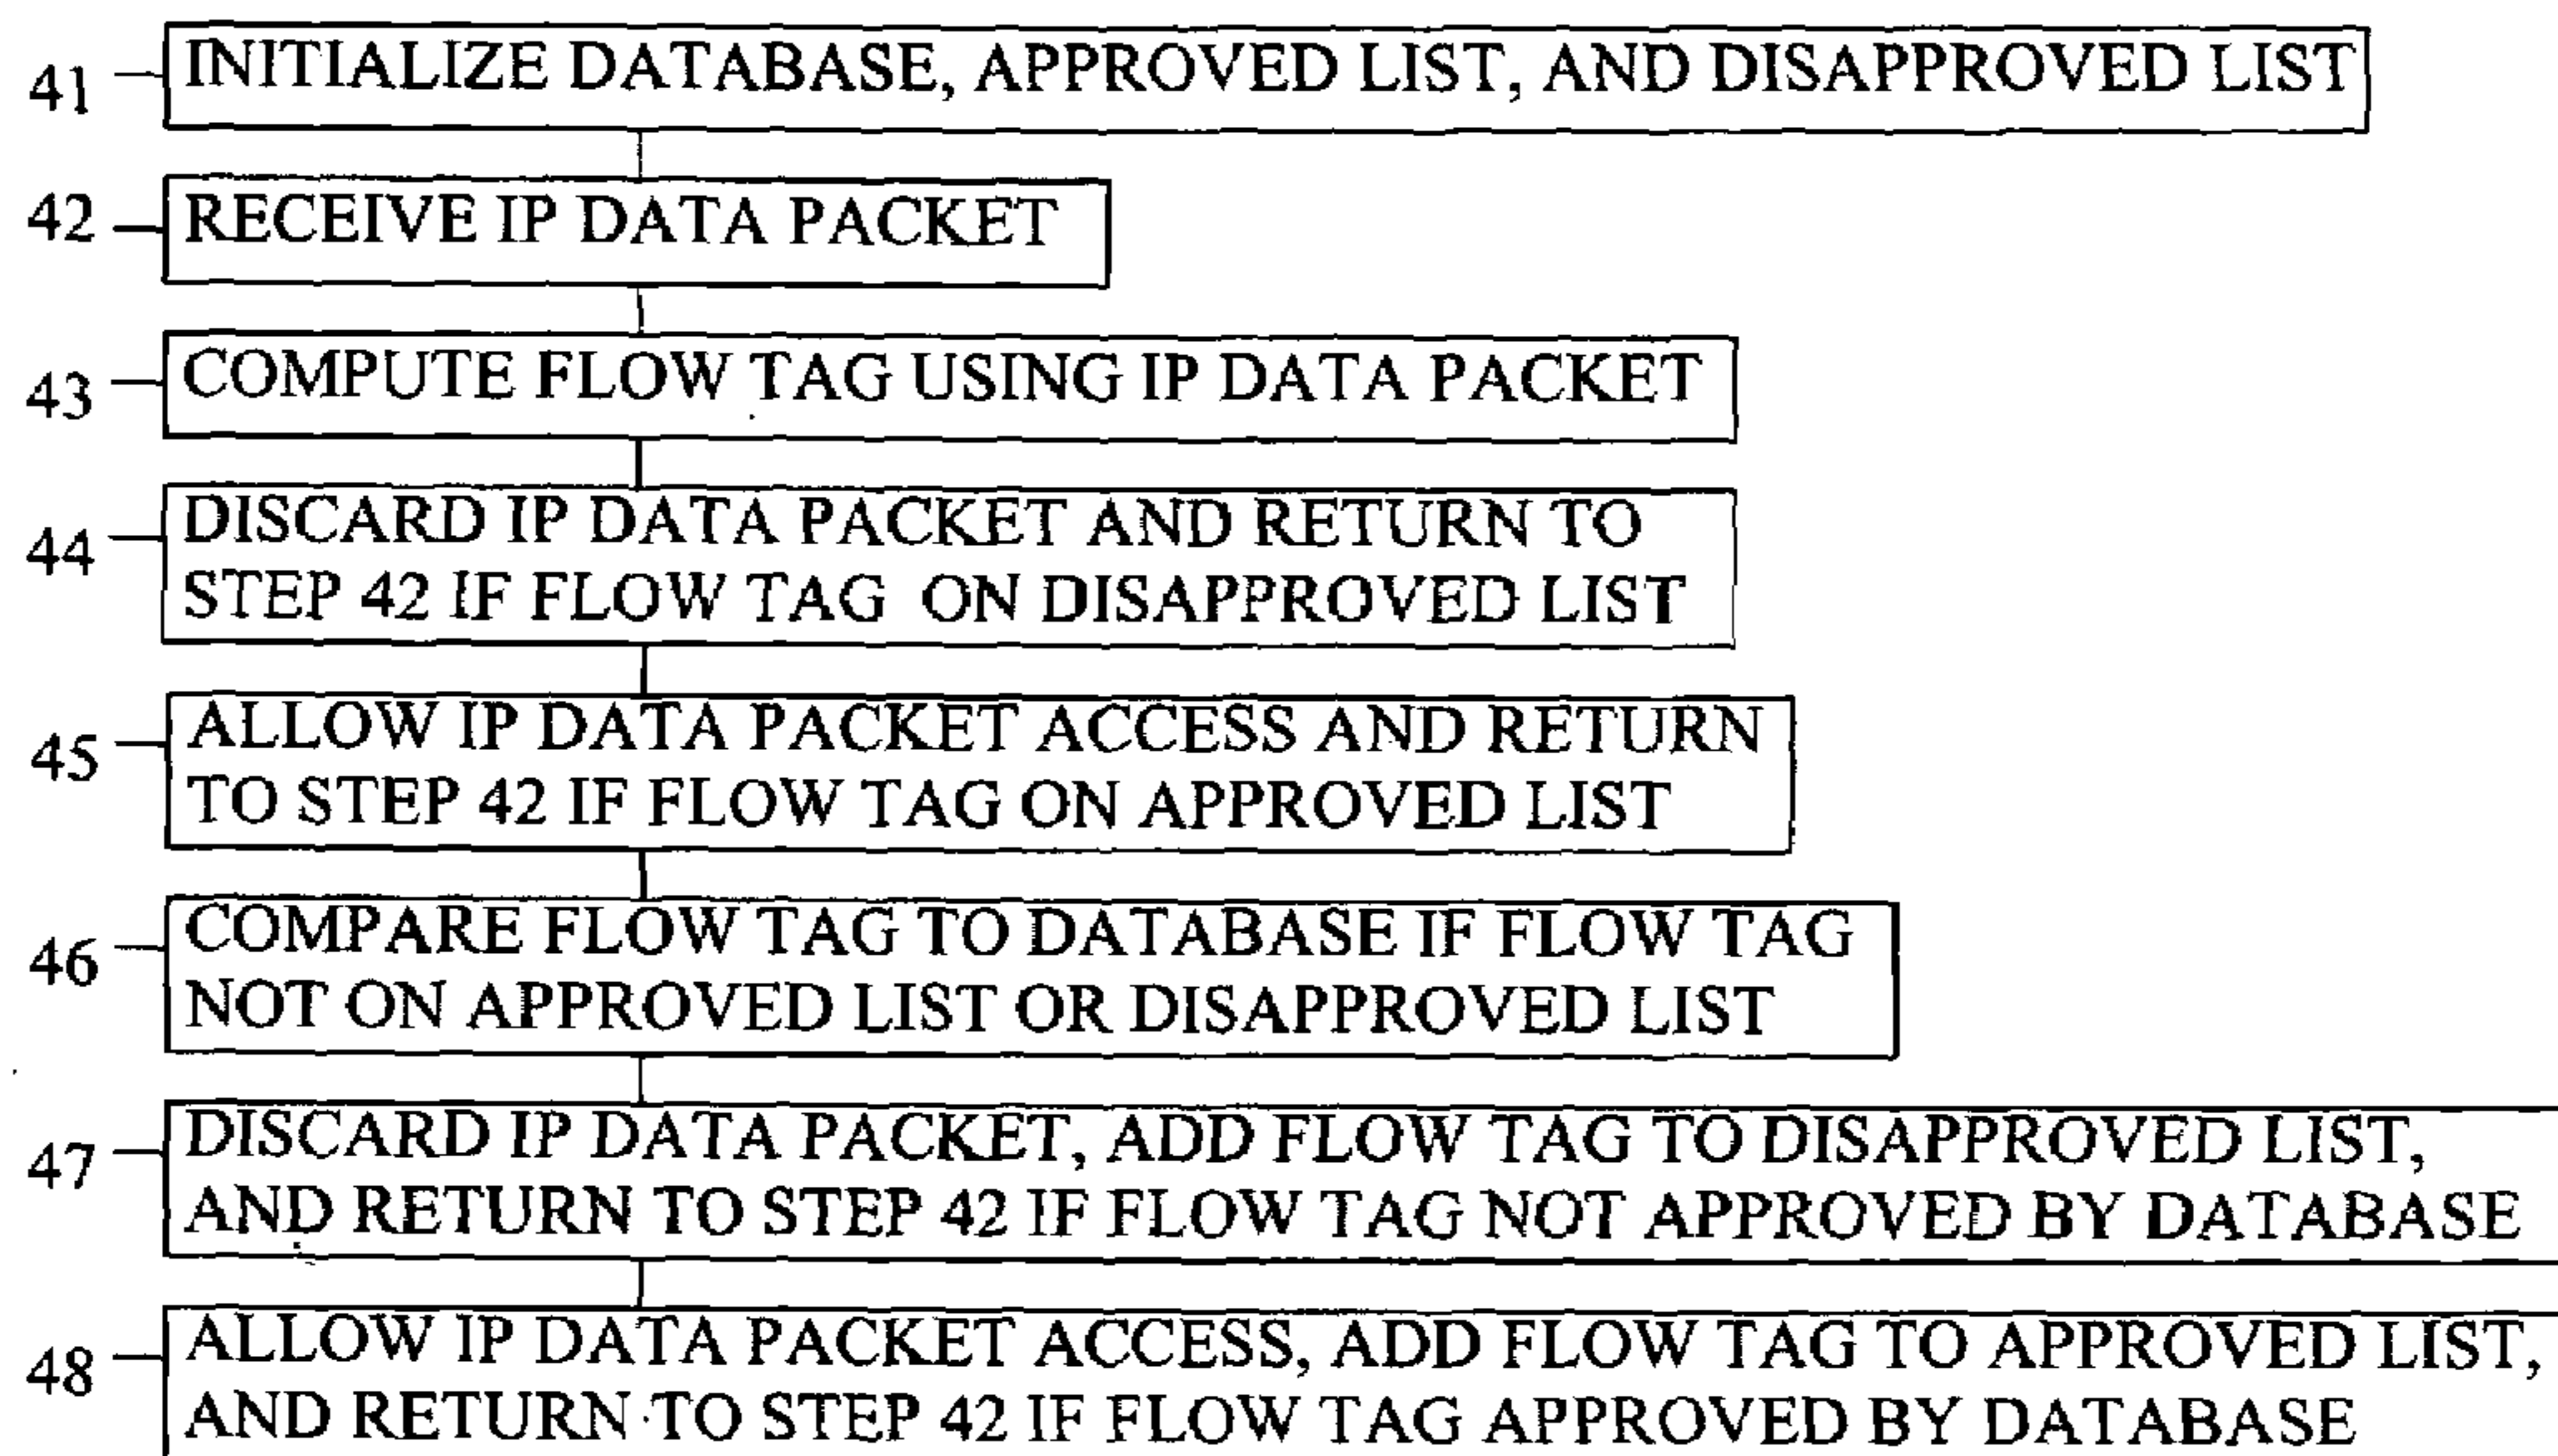 41 INITIALIZE DATABASE, APPROVED LIST, AND DISAPPROVED LIST
42 RECEIVE IP DATA PACKET
43 COMPUTE FLOW TAG USING IP DATA PACKET
44 DISCARD IP DATA PACKET AND RETURN TO
STEP 42 IF FLOW TAG ON DISAPPROVED LIST
45 ALLOW IP DATA PACKET ACCESS AND RETURN
TO STEP 42 IF FLOW TAG ON APPROVED LIST
46 COMPARE FLOW TAG TO DATABASE IF FLOW TAG
NOT ON APPROVED LIST OR DISAPPROVED LIST
47 DISCARD IP DATA PACKET, ADD FLOW TAG TO DISAPPROVED LIST,
AND RETURN TO STEP 42 IF FLOW TAG NOT APPROVED BY DATABASE
48 ALLOW IP DATA PACKET ACCESS, ADD FLOW TAG TO APPROVED LIST,
AND RETURN TO STEP 42 IF FLOW TAG APPROVED BY DATABASE